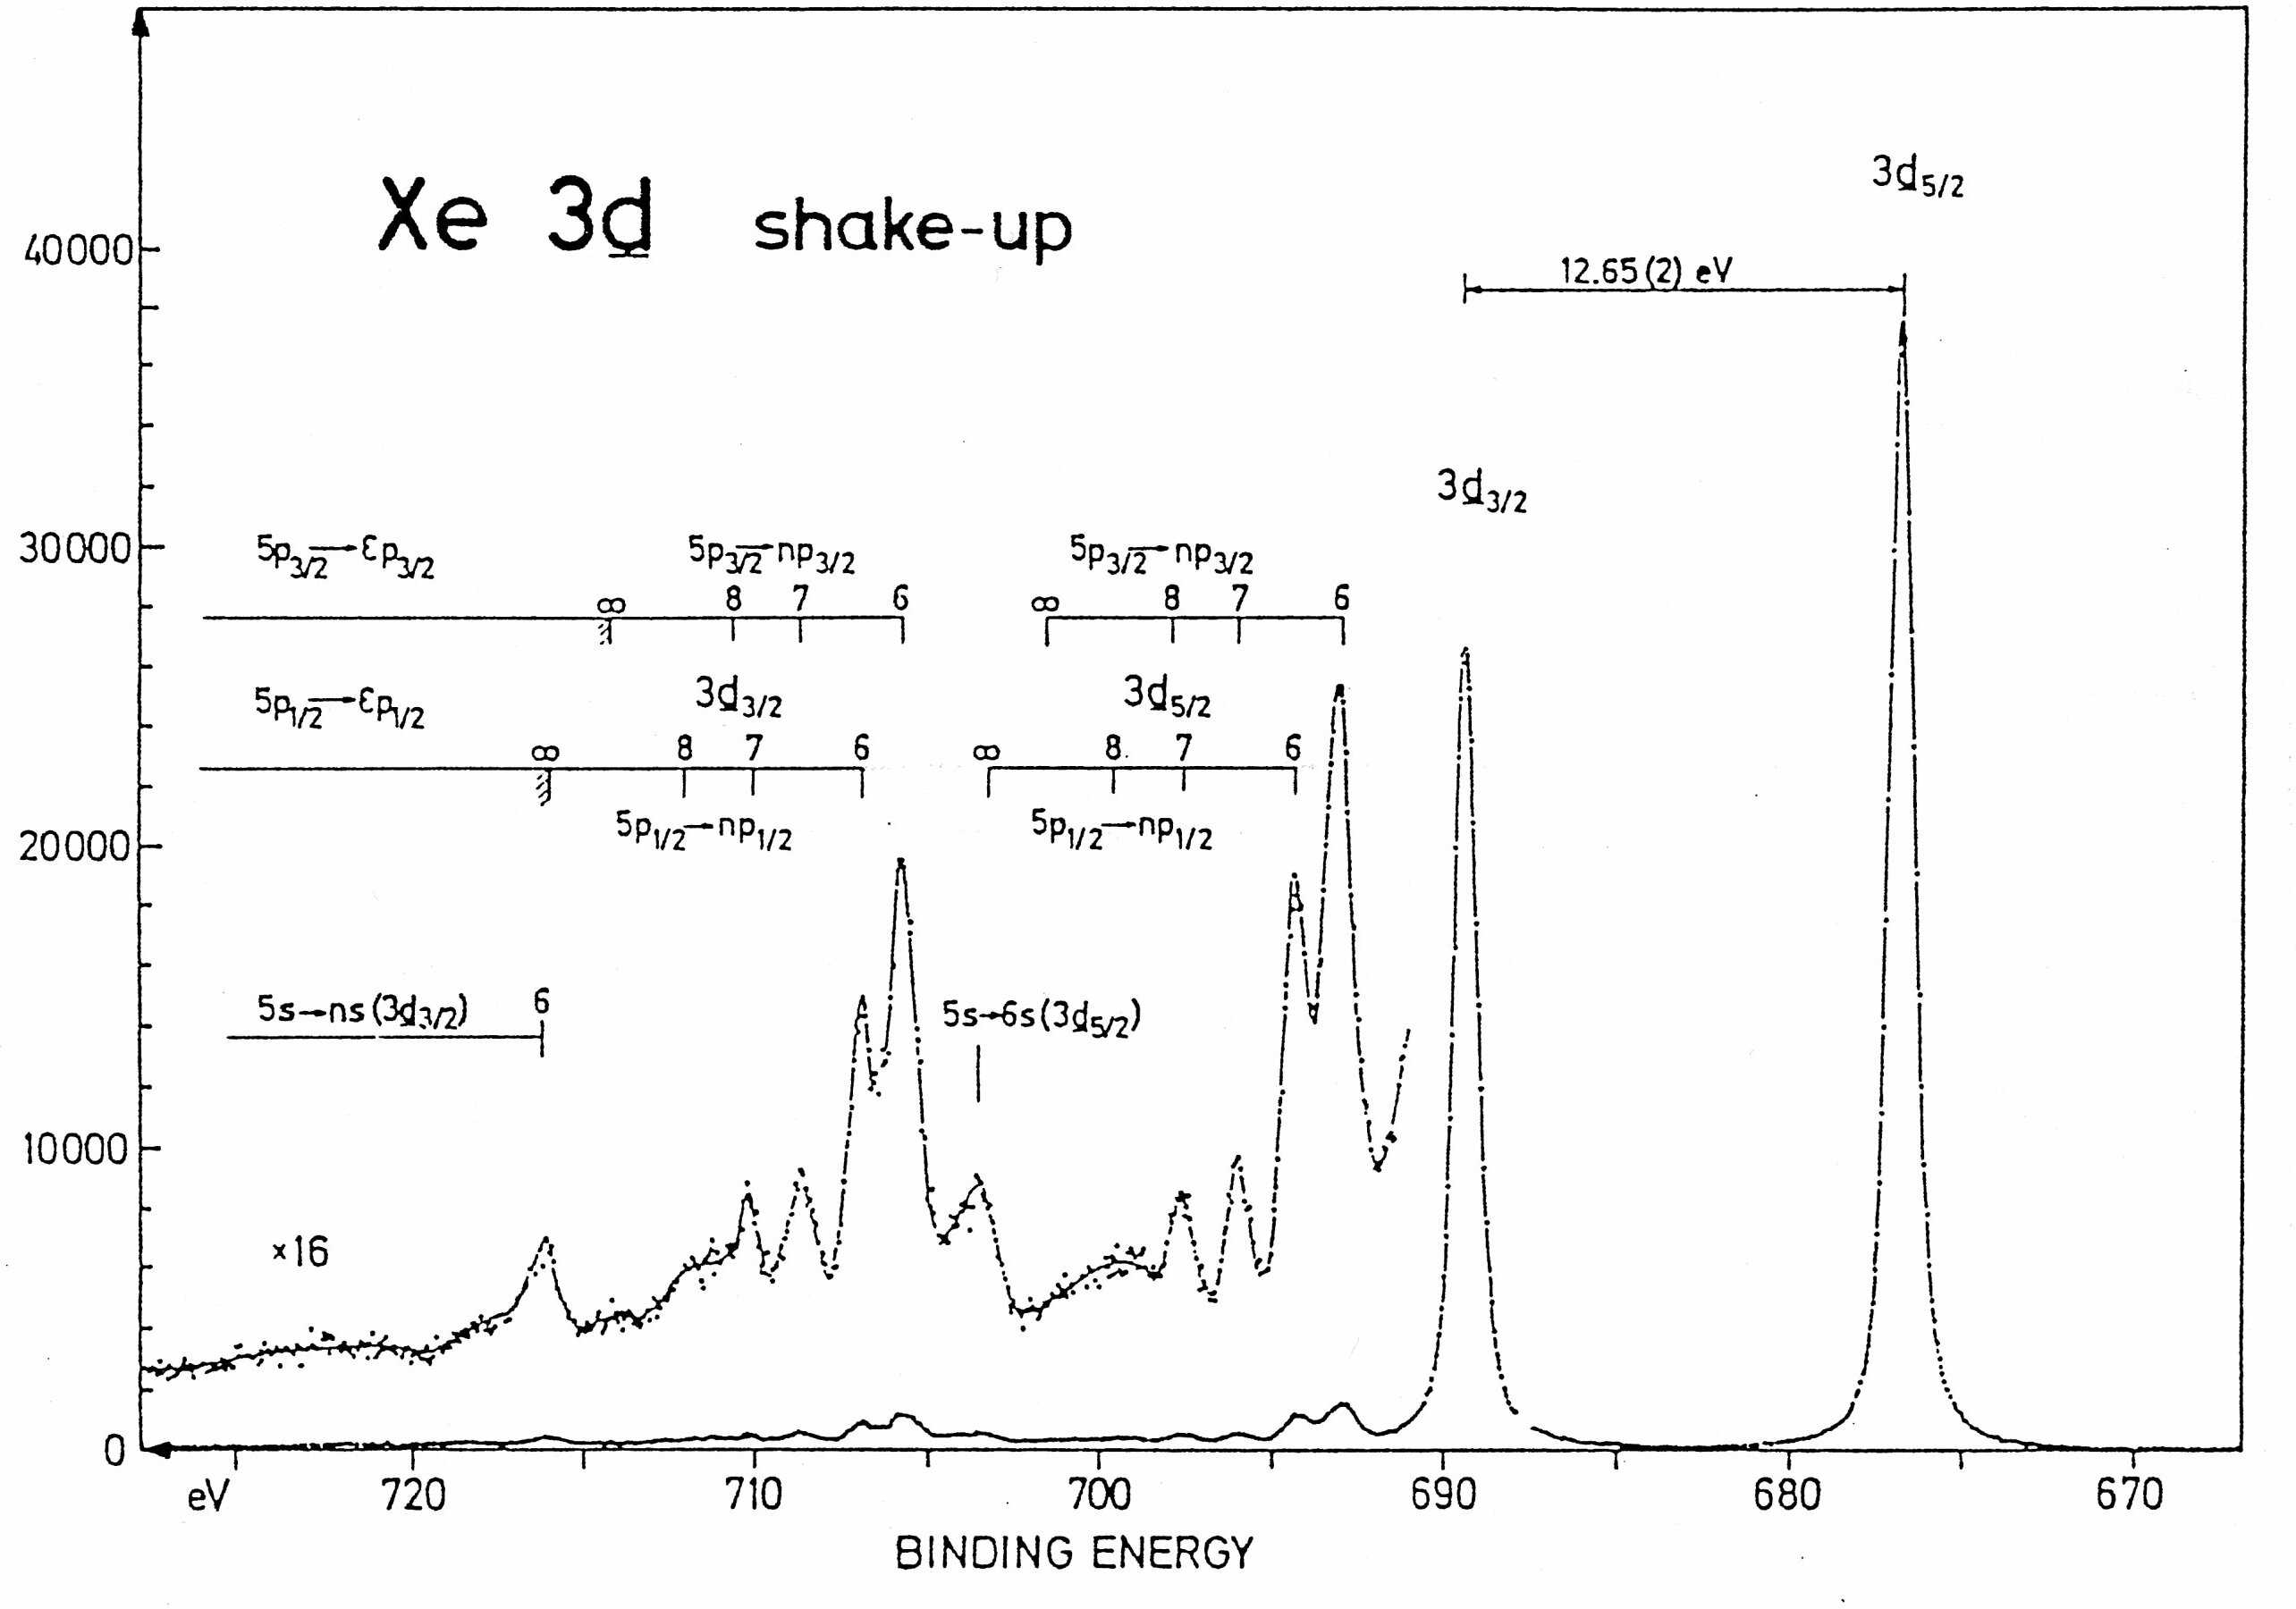 3d5/2
Xe 3d shake-up
40000
12.65(2) eV
3d3/2
30000
5p3/2→εp3/2
5p3/2→np3/2
5p3/2→np3/2
∞ 8 7 6 ∞ 8 7 6
5p1/2→εp1/2
3d3/2
3d5/2
∞ 8 7 6 ∞ 8 7 6
20000
5p1/2→np1/2
5p1/2→np1/2
5s→ns(3d3/2)
6
5s→6s(3d5/2)
10000
×16
0
eV 720 710 700 690 680 670
BINDING ENERGY